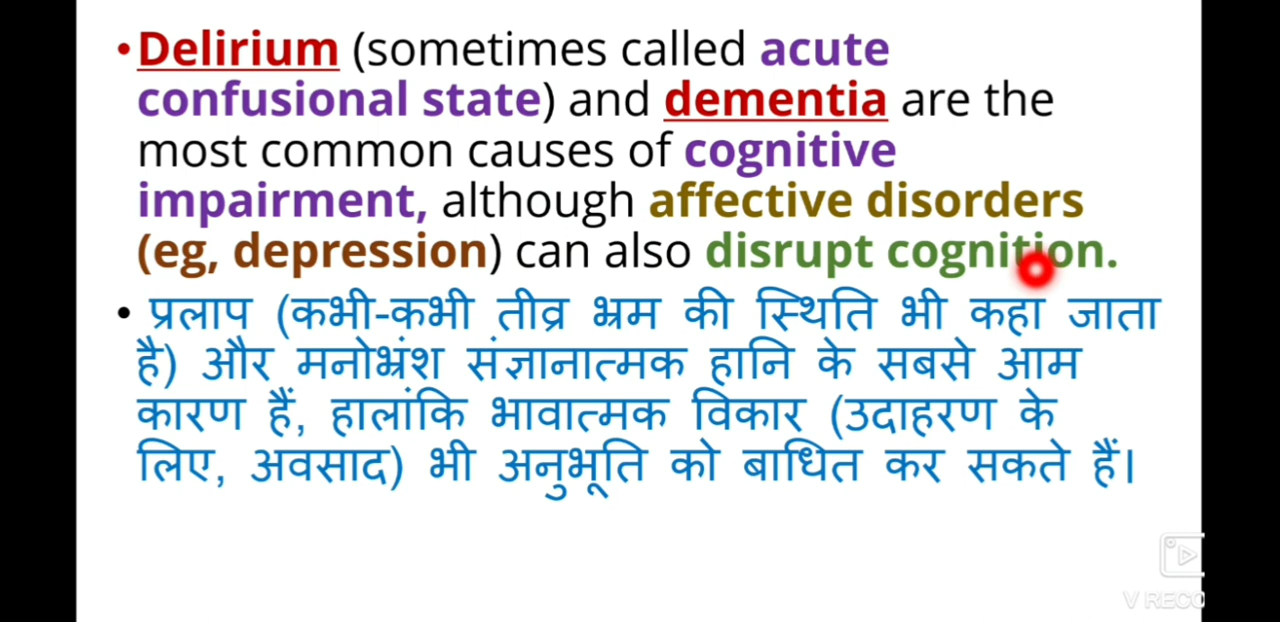 •Delirium (sometimes called acute
confusional state) and dementia are the
most common causes of cognitive
impairment, although affective disorders
(eg, depression) can also disrupt cognition.
• प्रलाप (कभी-कभी तीव्र भ्रम की स्थिति भी कहा जाता
है) और मनोभ्रंश संज्ञानात्मक हानि के सबसे आम
कारण हैं, हालांकि भावात्मक विकार (उदाहरण के
लिए, अवसाद) भी अनुभूति को बाधित कर सकते हैं।
V RECO